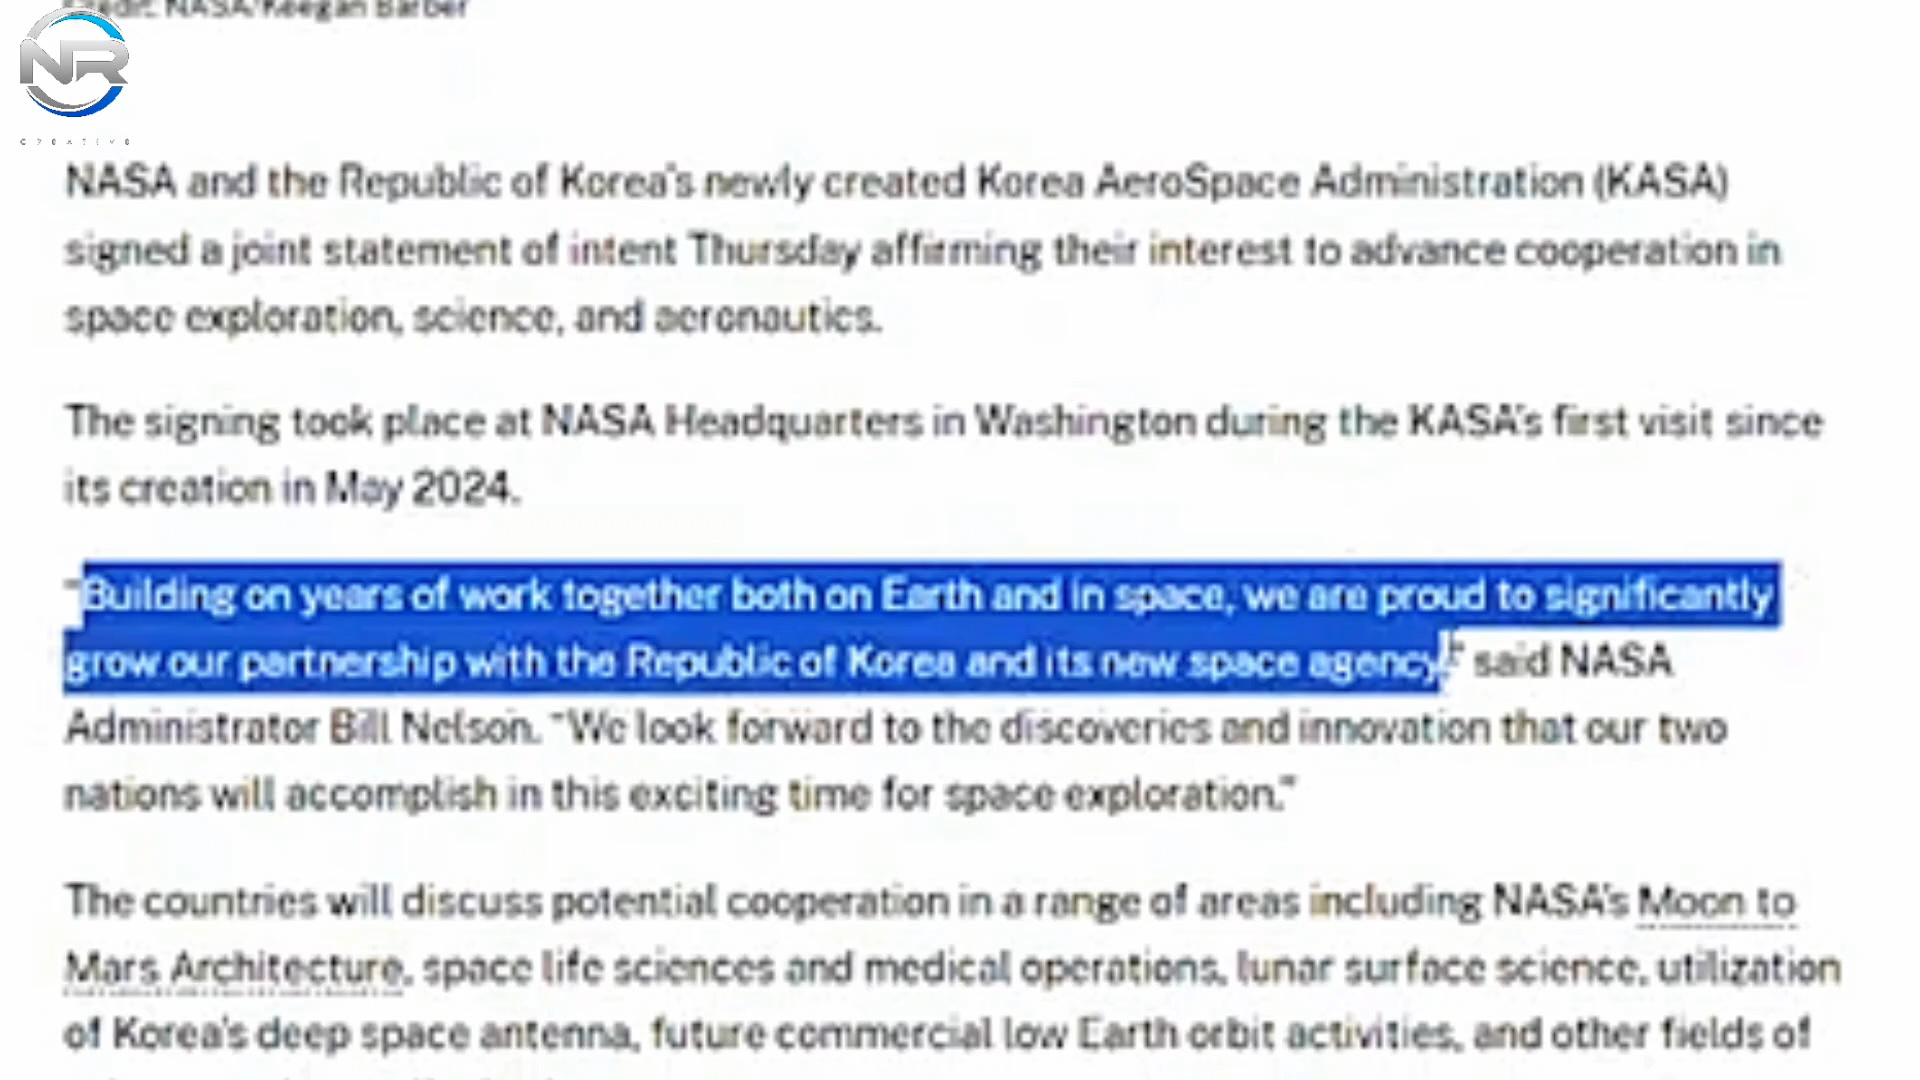 Credit: NASA/Keegan Barber
NR
CREATIVE
NASA and the Republic of Korea's newly created Korea AeroSpace Administration (KASA)
signed a joint statement of intent Thursday affirming their interest to advance cooperation in
space exploration, science, and aeronautics.
The signing took place at NASA Headquarters in Washington during the KASA's first visit since
its creation in May 2024.
"Building on years of work together both on Earth and in space, we are proud to significantly
grow our partnership with the Republic of Korea and its new space agency," said NASA
Administrator Bill Nelson. "We look forward to the discoveries and innovation that our two
nations will accomplish in this exciting time for space exploration."
The countries will discuss potential cooperation in a range of areas including NASA's Moon to
Mars Architecture, space life sciences and medical operations, lunar surface science, utilization
of Korea's deep space antenna, future commercial low Earth orbit activities, and other fields of